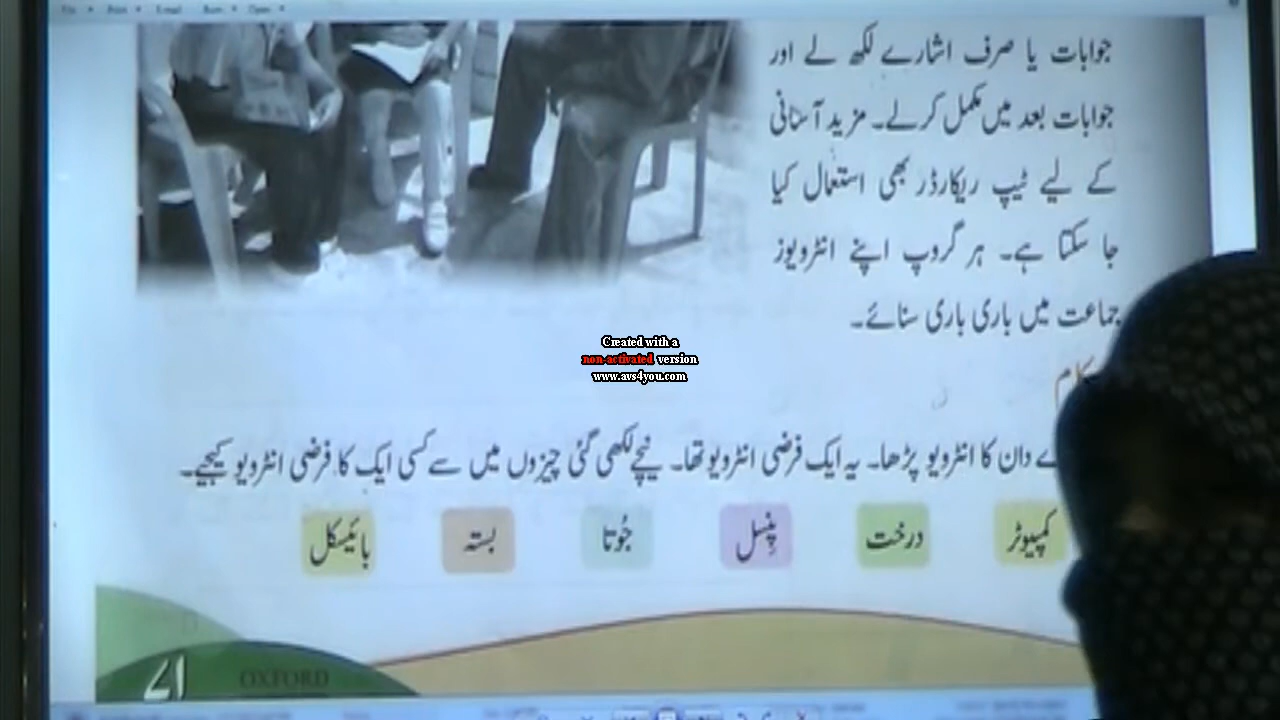 جوابات یا صرف اشارے لکھ لے اور
جوابات بعد میں مکمل کرلے۔ مزید آسانی
کے لیے ٹیپ ریکارڈر بھی استعمال کیا
جا سکتا ہے۔ ہر گروپ اپنے انٹرویوز
جماعت میں باری باری سنائے۔
Created with a
non-activated version
www.avs4you.com
دان کا انٹرویو پڑھا۔ یہ ایک فرضی انٹرویو تھا۔ نیچے لکھی گئی چیزوں میں سے کسی ایک کا فرضی انٹرویو کیجیے۔
کمپیوٹر درخت پنسل جُوتا بستہ بائیسکل
OXFORD ۷۱